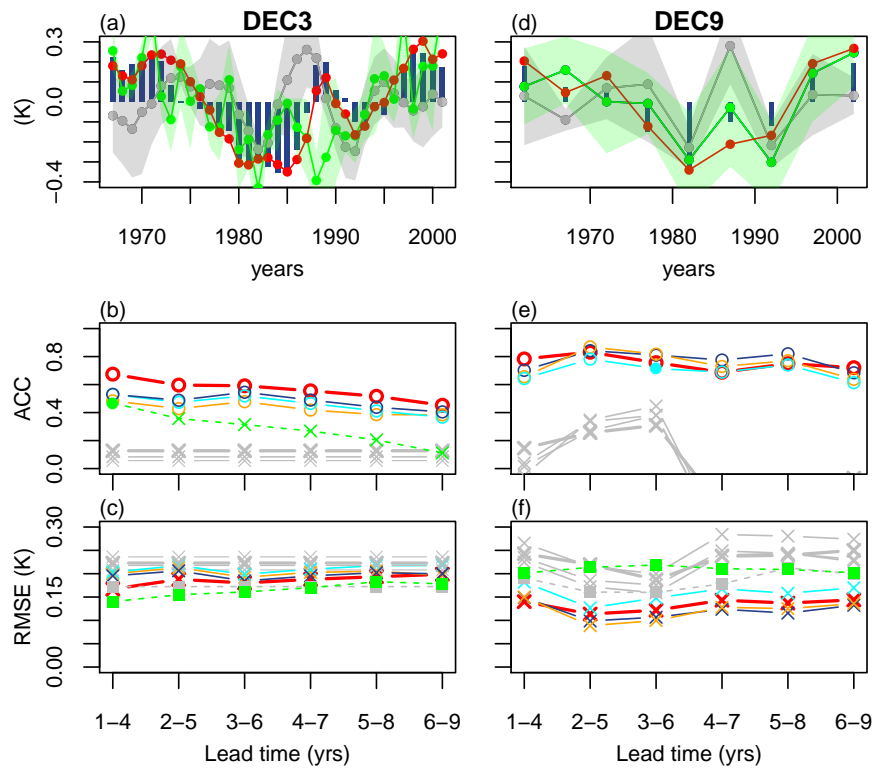 DEC3
DEC9
(a)
(d)
(K)
0.3
0.0
−0.4
1970
1980
1990
2000
years
1970
1980
1990
2000
years
(b)
(e)
ACC
0.8
0.4
0.0
(c)
(f)
RMSE (K)
0.30
0.15
0.00
1−4
2−5
3−6
4−7
5−8
6−9
Lead time (yrs)
1−4
2−5
3−6
4−7
5−8
6−9
Lead time (yrs)